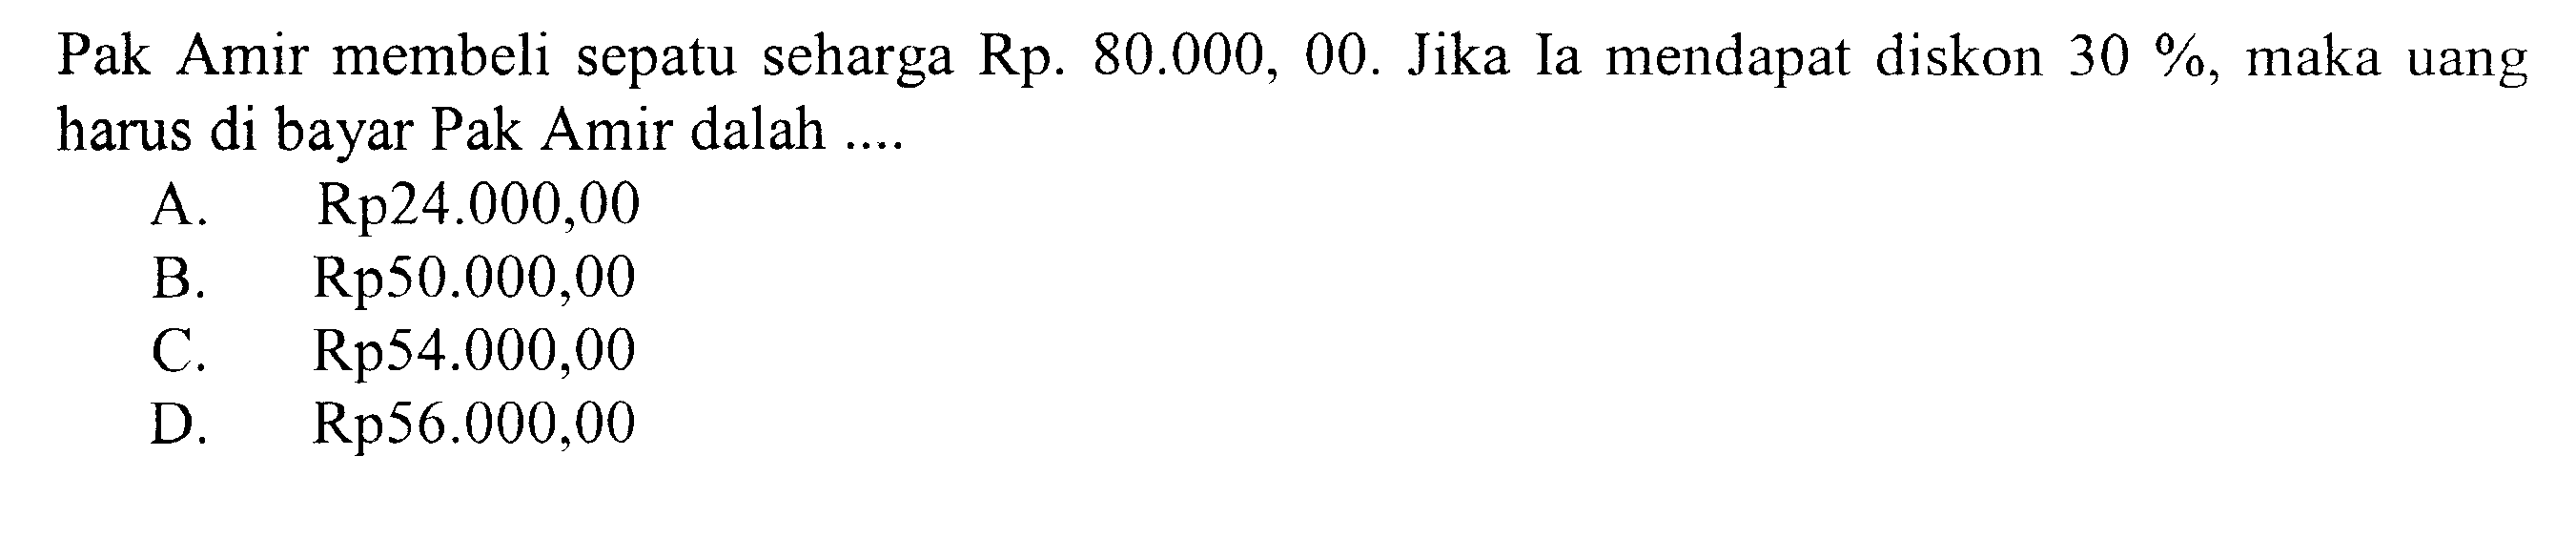 Pak Amir membeli sepatu seharga Rp. 80.000, 00. Jika Ia mendapat diskon 30 %, maka uang
harus di bayar Pak Amir dalah ....
A. Rp24.000,00
B. Rp50.000,00
C. Rp54.000,00
D. Rp56.000,00